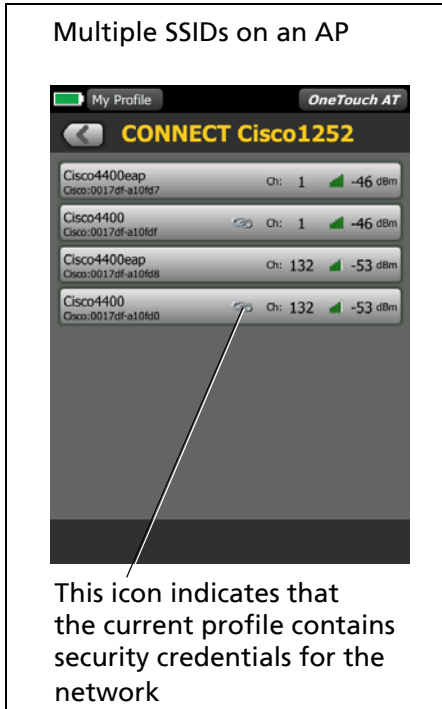 Multiple SSIDs on an AP
My Profile
OneTouch AT
CONNECT Cisco1252
Cisco4400eap
Cisco:0017df-a10fd7
Ch: 1 -46 dBm
Cisco4400
Cisco:0017df-a10fdf
Ch: 1 -46 dBm
Cisco4400eap
Cisco:0017df-a10fd8
Ch: 132 -53 dBm
Cisco4400
Cisco:0017df-a10fd0
Ch: 132 -53 dBm
This icon indicates that
the current profile contains
security credentials for the
network